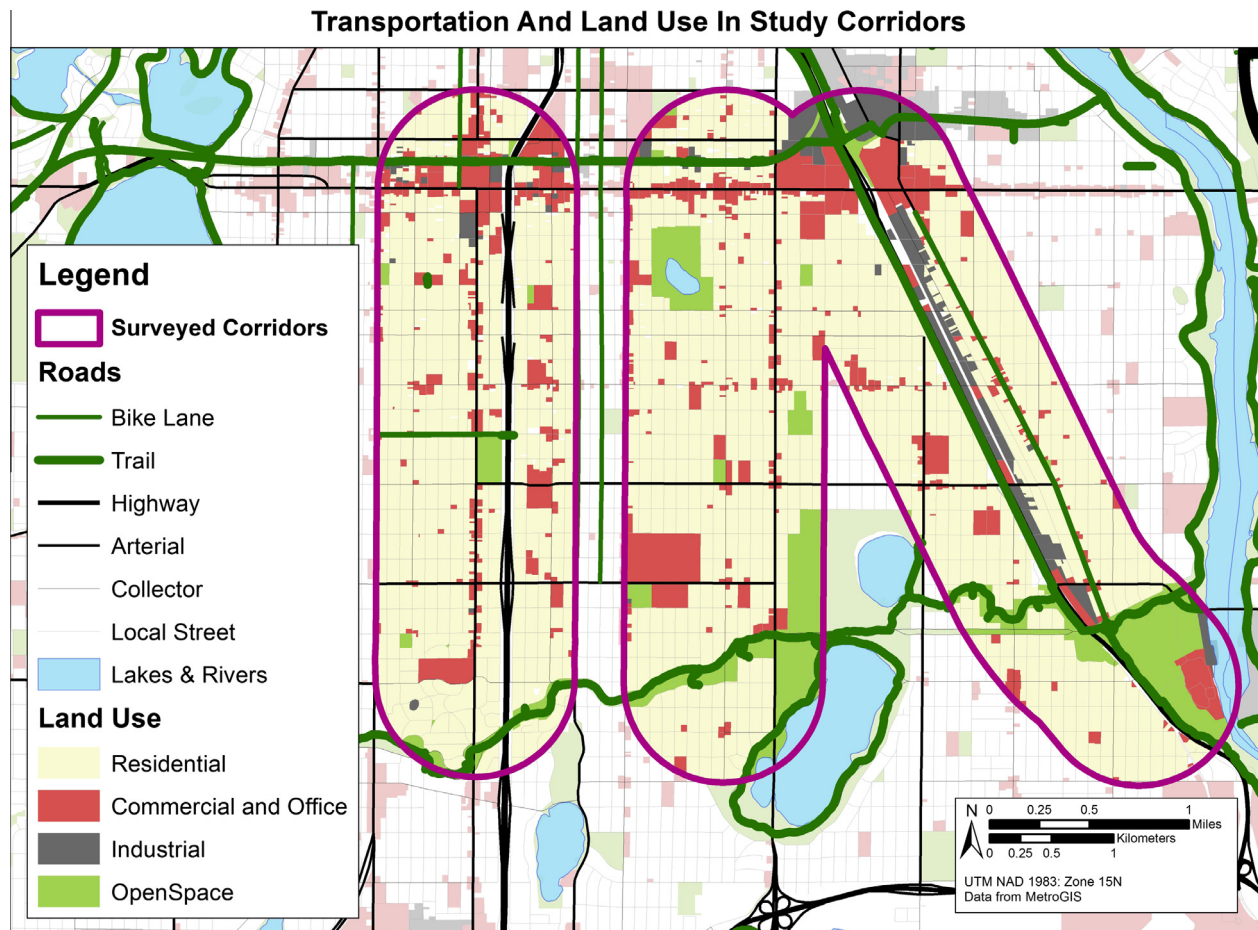 Transportation And Land Use In Study Corridors
Legend
Surveyed Corridors
Roads
Bike Lane
Trail
Highway
Arterial
Collector
Local Street
Lakes & Rivers
Land Use
Residential
Commercial and Office
Industrial
OpenSpace
N
0 0.25 0.5 1
Miles
Kilometers
0 0.25 0.5 1
UTM NAD 1983: Zone 15N
Data from MetroGIS